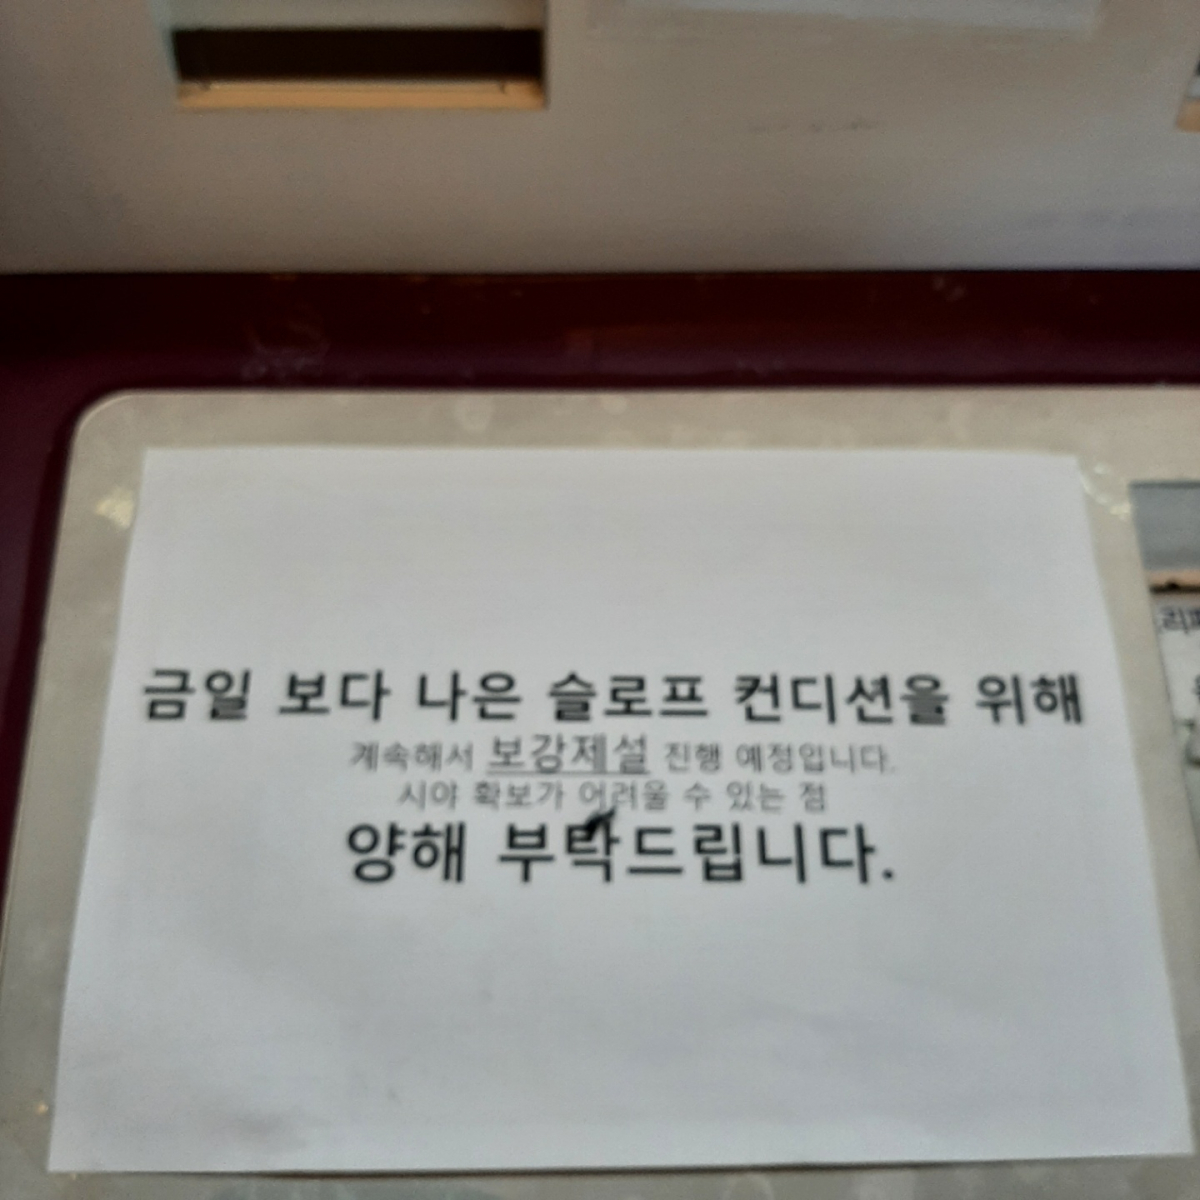 금일 보다 나은 슬로프 컨디션을 위해
계속해서 보강제설 진행 예정입니다.
시야 확보가 어려울 수 있는 점
양해 부탁드립니다.